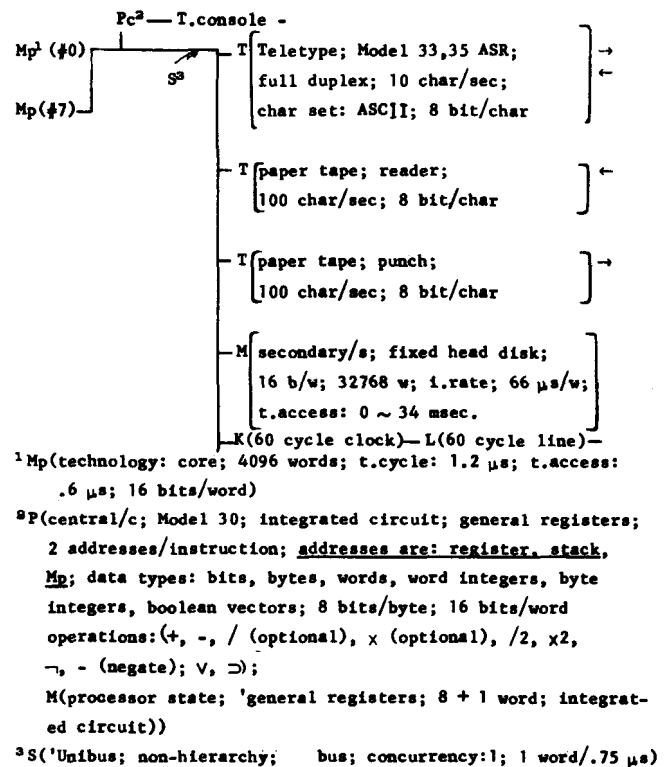 Pc² — T.console -
Mp¹ (#0)
S³
Mp(#7)
T[Teletype; Model 33,35 ASR; →
full duplex; 10 char/sec; ←
char set: ASCII; 8 bit/char]
T[paper tape; reader; ←
100 char/sec; 8 bit/char]
T[paper tape; punch; →
100 char/sec; 8 bit/char]
M[secondary/s; fixed head disk;
16 b/w; 32768 w; i.rate; 66 μs/w;
t.access: 0 ~ 34 msec.]
K(60 cycle clock)— L(60 cycle line)—
¹Mp(technology: core; 4096 words; t.cycle: 1.2 μs; t.access:
.6 μs; 16 bits/word)
²P(central/c; Model 30; integrated circuit; general registers;
2 addresses/instruction; addresses are: register, stack,
Mp; data types: bits, bytes, words, word integers, byte
integers, boolean vectors; 8 bits/byte; 16 bits/word
operations:(+, -, / (optional), × (optional), /2, ×2,
¬, - (negate); ∨, ⊃);
M(processor state; 'general registers; 8 + 1 word; integrat-
ed circuit))
³S('Unibus; non-hierarchy; bus; concurrency:1; 1 word/.75 μs)